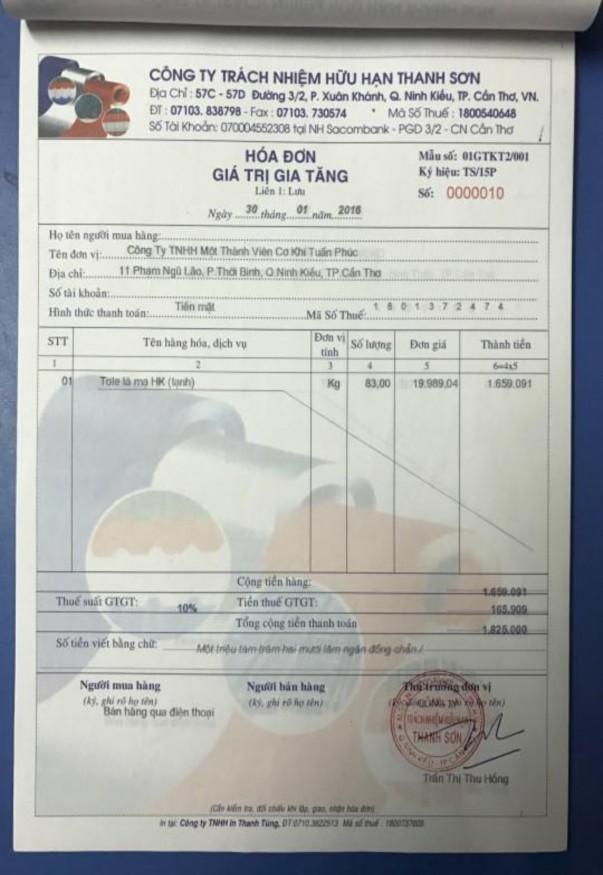 CÔNG TY TRÁCH NHIỆM HỮU HẠN THANH SƠN
Địa Chỉ : 57C - 57D Đường 3/2, P. Xuân Khánh, Q. Ninh Kiều, TP. Cần Thơ, VN.
ĐT : 07103. 838798 - Fax : 07103. 730574 * Mã Số Thuế : 1800540648
Số Tài Khoản: 070004552308 tại NH Sacombank - PGD 3/2 - CN Cần Thơ
HÓA ĐƠN
GIÁ TRỊ GIA TĂNG
Liên 1: Lưu
Ngày 30 tháng 01 năm 2016
Mẫu số: 01GTKT2/001
Ký hiệu: TS/15P
Số: 0000010
Họ tên người mua hàng:
Tên đơn vị: Công Ty TNHH Một Thành Viên Cơ Khí Tuấn Phúc
Địa chỉ: 11 Phạm Ngũ Lão, P.Thới Bình, Q.Ninh Kiều, TP.Cần Thơ
Số tài khoản:
Hình thức thanh toán: Tiền mặt Mã Số Thuế: 1 8 0 1 3 7 2 4 7 4
STT Tên hàng hóa, dịch vụ Đơn vị tính Số lượng Đơn giá Thành tiền
1 2 3 4 5 6=4x5
01 Tole lá mạ HK (lạnh) Kg 83,00 19.989,04 1.659.091
Cộng tiền hàng: 1.659.091
Thuế suất GTGT: 10% Tiền thuế GTGT: 165.909
Tổng cộng tiền thanh toán 1.825.000
Số tiền viết bằng chữ: Một triệu tám trăm hai mươi lăm ngàn đồng chẵn./
Người mua hàng Người bán hàng Thủ trưởng đơn vị
(ký, ghi rõ họ tên) (ký, ghi rõ họ tên)
Bán hàng qua điện thoại
CÔNG TY
TRÁCH NHIỆM HỮU HẠN
THANH SƠN
Trần Thị Thu Hồng
(Cần kiểm tra, đối chiếu khi lập, giao, nhận hóa đơn)
In tại: Công ty TNHH In Thanh Tùng, DT:0710.3822513 Mã số thuế :